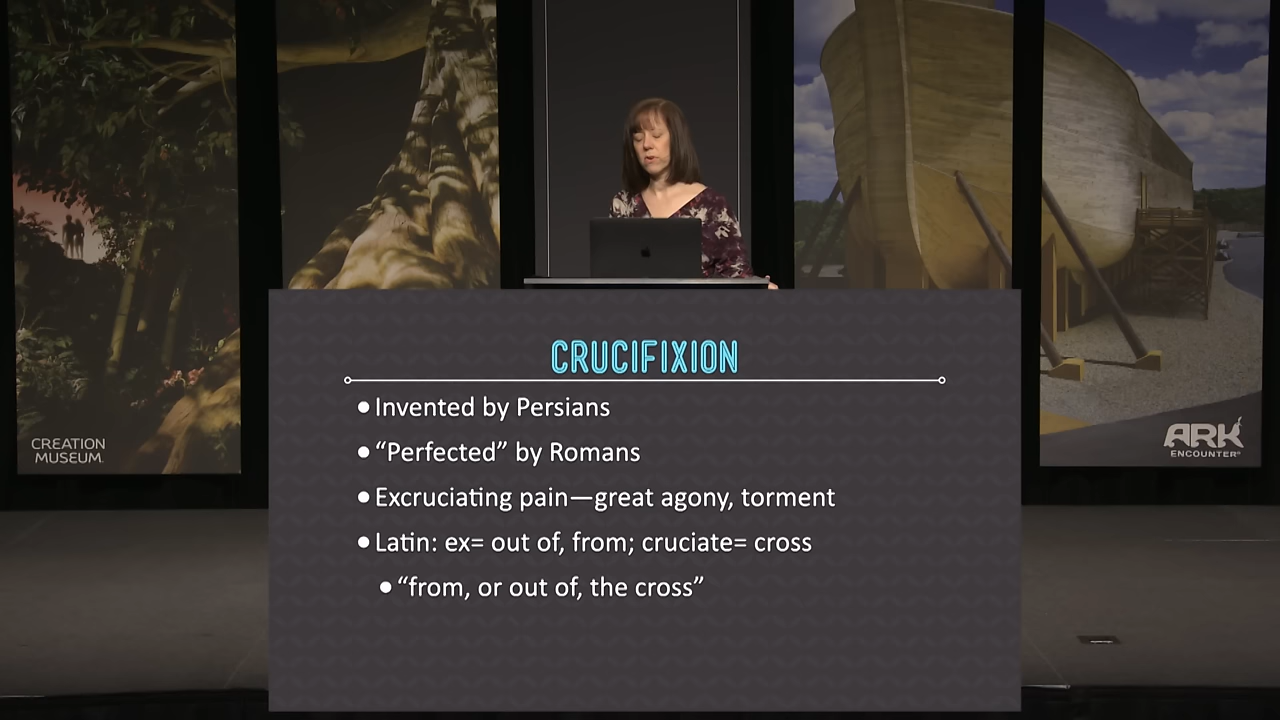 CREATION
MUSEUM
ARK
ENCOUNTER
CRUCIFIXION
• Invented by Persians
• “Perfected” by Romans
• Excruciating pain—great agony, torment
• Latin: ex= out of, from; cruciate= cross
• “from, or out of, the cross”